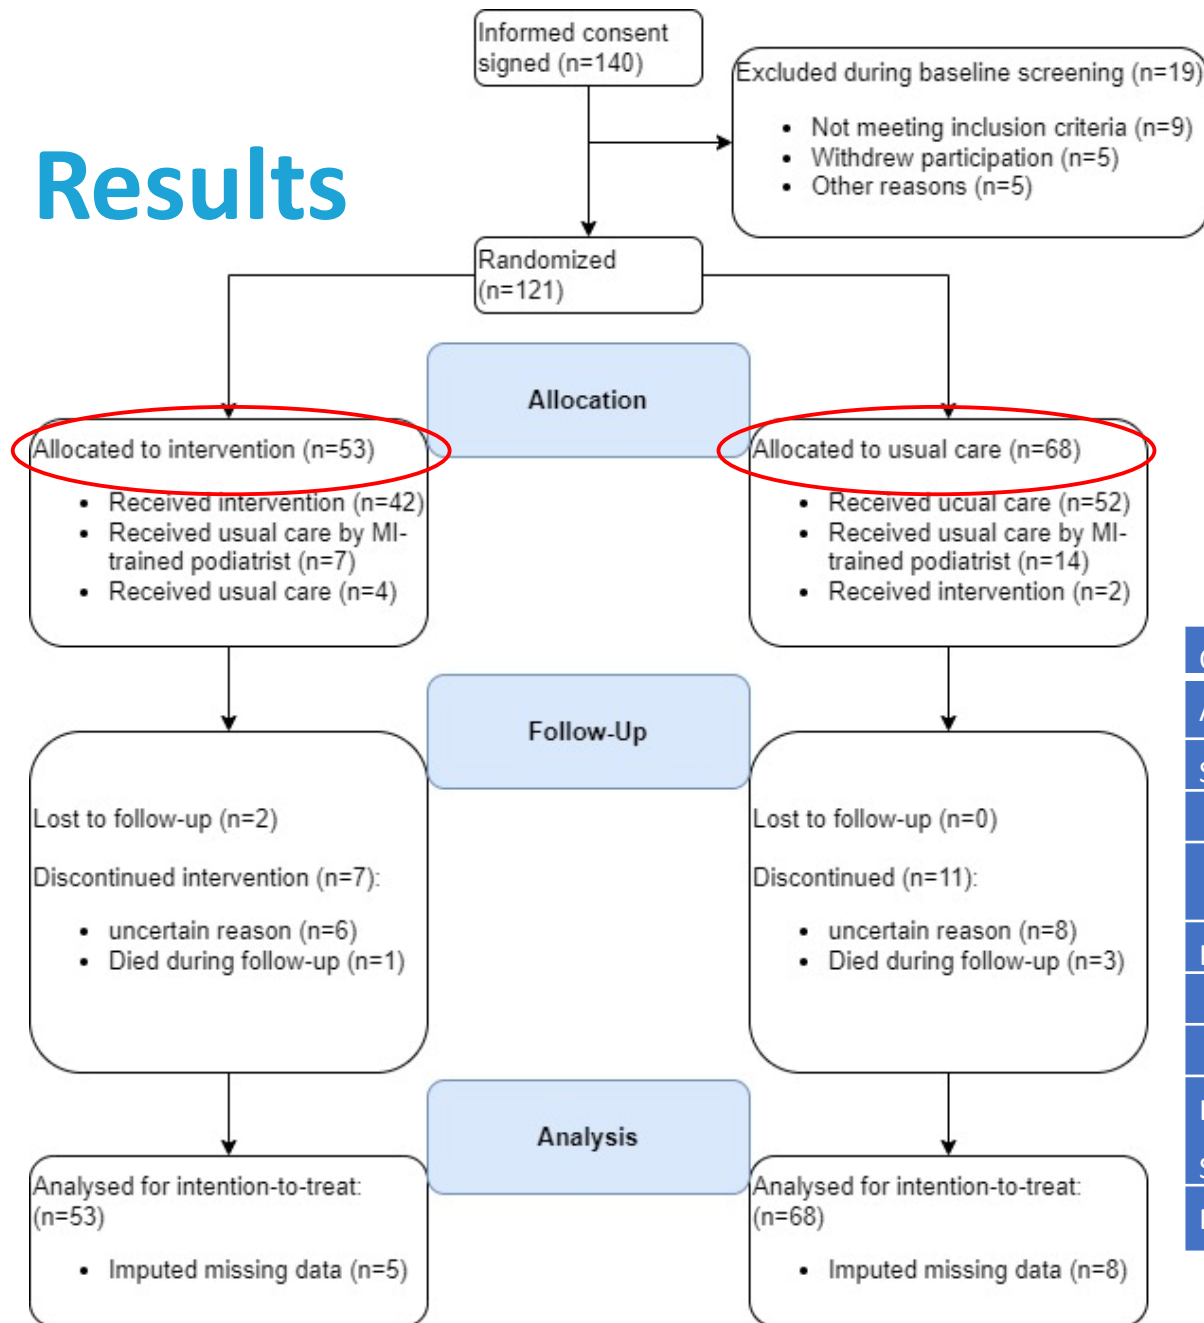 Results
Informed consent
signed (n=140)
Excluded during baseline screening (n=19)
• Not meeting inclusion criteria (n=9)
• Withdrew participation (n=5)
• Other reasons (n=5)
Randomized
(n=121)
Allocation
Allocated to intervention (n=53)
• Received intervention (n=42)
• Received usual care by MI-
trained podiatrist (n=7)
• Received usual care (n=4)
Allocated to usual care (n=68)
• Received ucual care (n=52)
• Received usual care by MI-
trained podiatrist (n=14)
• Received intervention (n=2)
Follow-Up
Lost to follow-up (n=2)
Discontinued intervention (n=7):
• uncertain reason (n=6)
• Died during follow-up (n=1)
Lost to follow-up (n=0)
Discontinued (n=11):
• uncertain reason (n=8)
• Died during follow-up (n=3)
Analysis
Analysed for intention-to-treat:
(n=53)
• Imputed missing data (n=5)
Analysed for intention-to-treat:
(n=68)
• Imputed missing data (n=8)